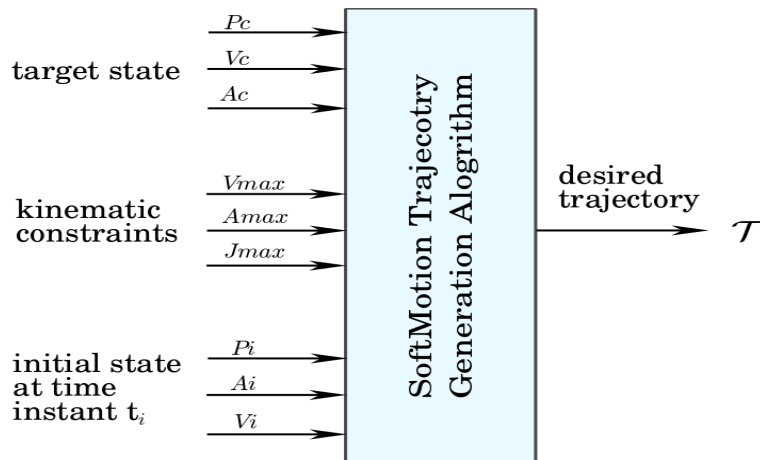 Pc
Vc
target state
Ac
Vmax
kinematic
Amax
constraints
Jmax
Pi
initial state
at time
Ai
instant tᵢ
Vi
SoftMotion Trajecotry
Generation Alogrithm
desired
trajectory
𝒯